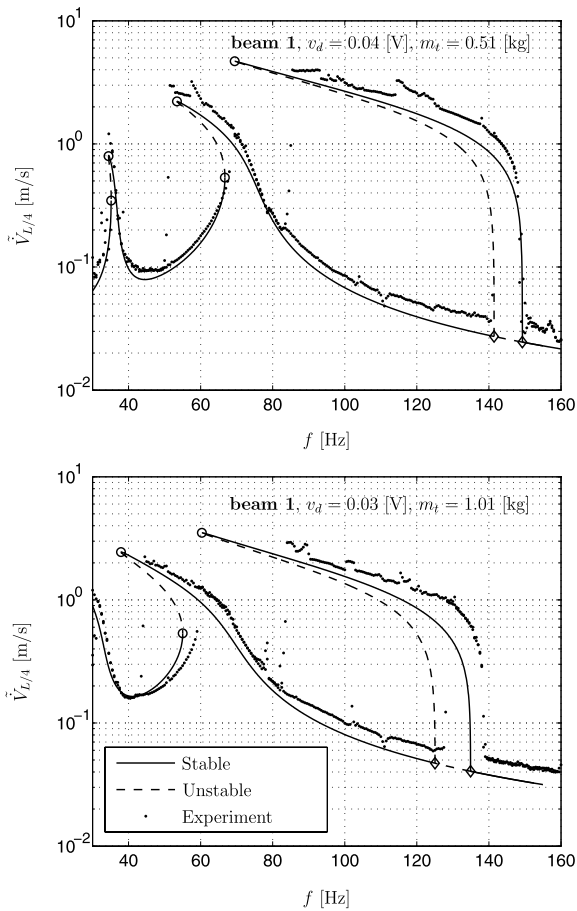 beam 1, v_d = 0.04 [V], m_t = 0.51 [kg]
10^1
10^0
10^{-1}
10^{-2}
Ṽ̇_{L/4} [m/s]
40 60 80 100 120 140 160
f [Hz]
beam 1, v_d = 0.03 [V], m_t = 1.01 [kg]
10^1
10^0
10^{-1}
10^{-2}
Ṽ̇_{L/4} [m/s]
Stable
Unstable
Experiment
40 60 80 100 120 140 160
f [Hz]